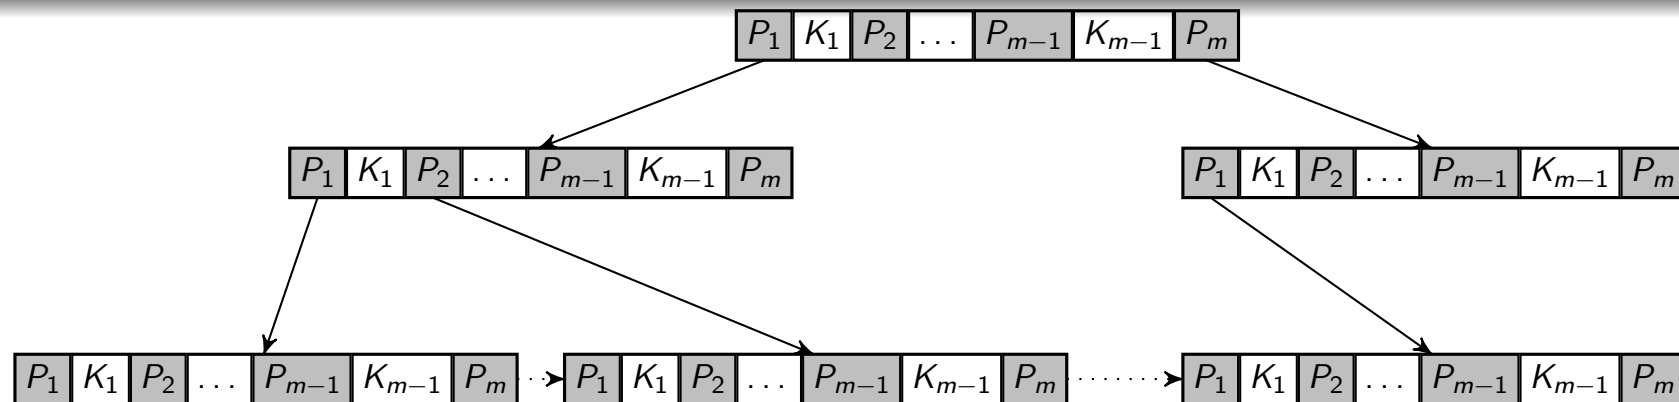 P₁ K₁ P₂ ... Pₘ₋₁ Kₘ₋₁ Pₘ
P₁ K₁ P₂ ... Pₘ₋₁ Kₘ₋₁ Pₘ
P₁ K₁ P₂ ... Pₘ₋₁ Kₘ₋₁ Pₘ
P₁ K₁ P₂ ... Pₘ₋₁ Kₘ₋₁ Pₘ
P₁ K₁ P₂ ... Pₘ₋₁ Kₘ₋₁ Pₘ
P₁ K₁ P₂ ... Pₘ₋₁ Kₘ₋₁ Pₘ